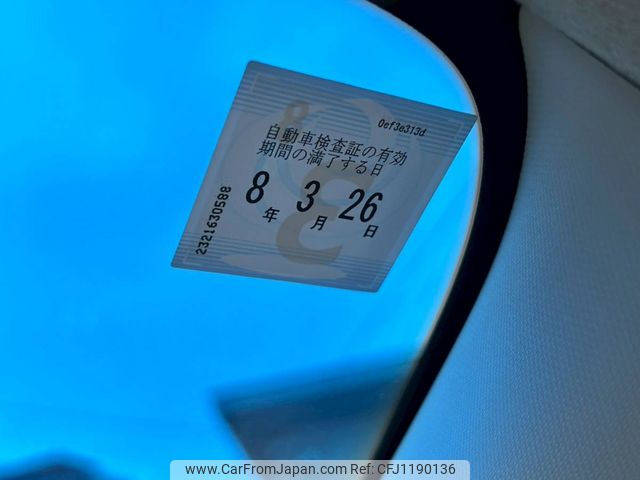 0ef3e313d
自動車検査証の有効
期間の満了する日
8年 3月 26日
2321630588
www.CarFromJapan.com | CFJ1190136